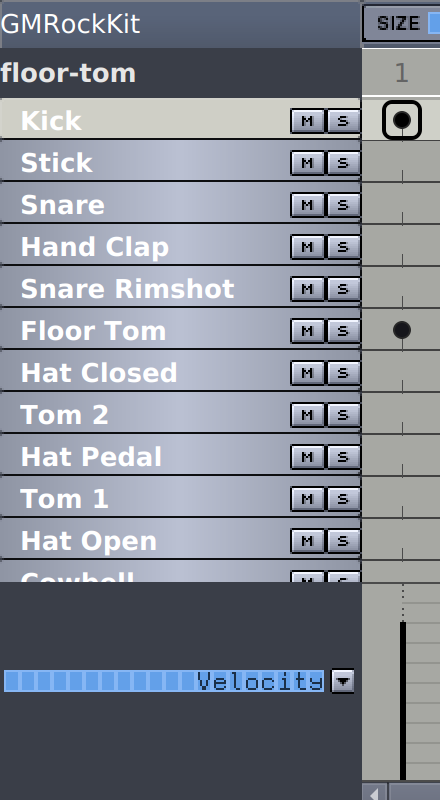 GMRockKit
SIZE
floor-tom
1
Kick M S
Stick M S
Snare M S
Hand Clap M S
Snare Rimshot M S
Floor Tom M S
Hat Closed M S
Tom 2 M S
Hat Pedal M S
Tom 1 M S
Hat Open M S
Cowbell
Velocity